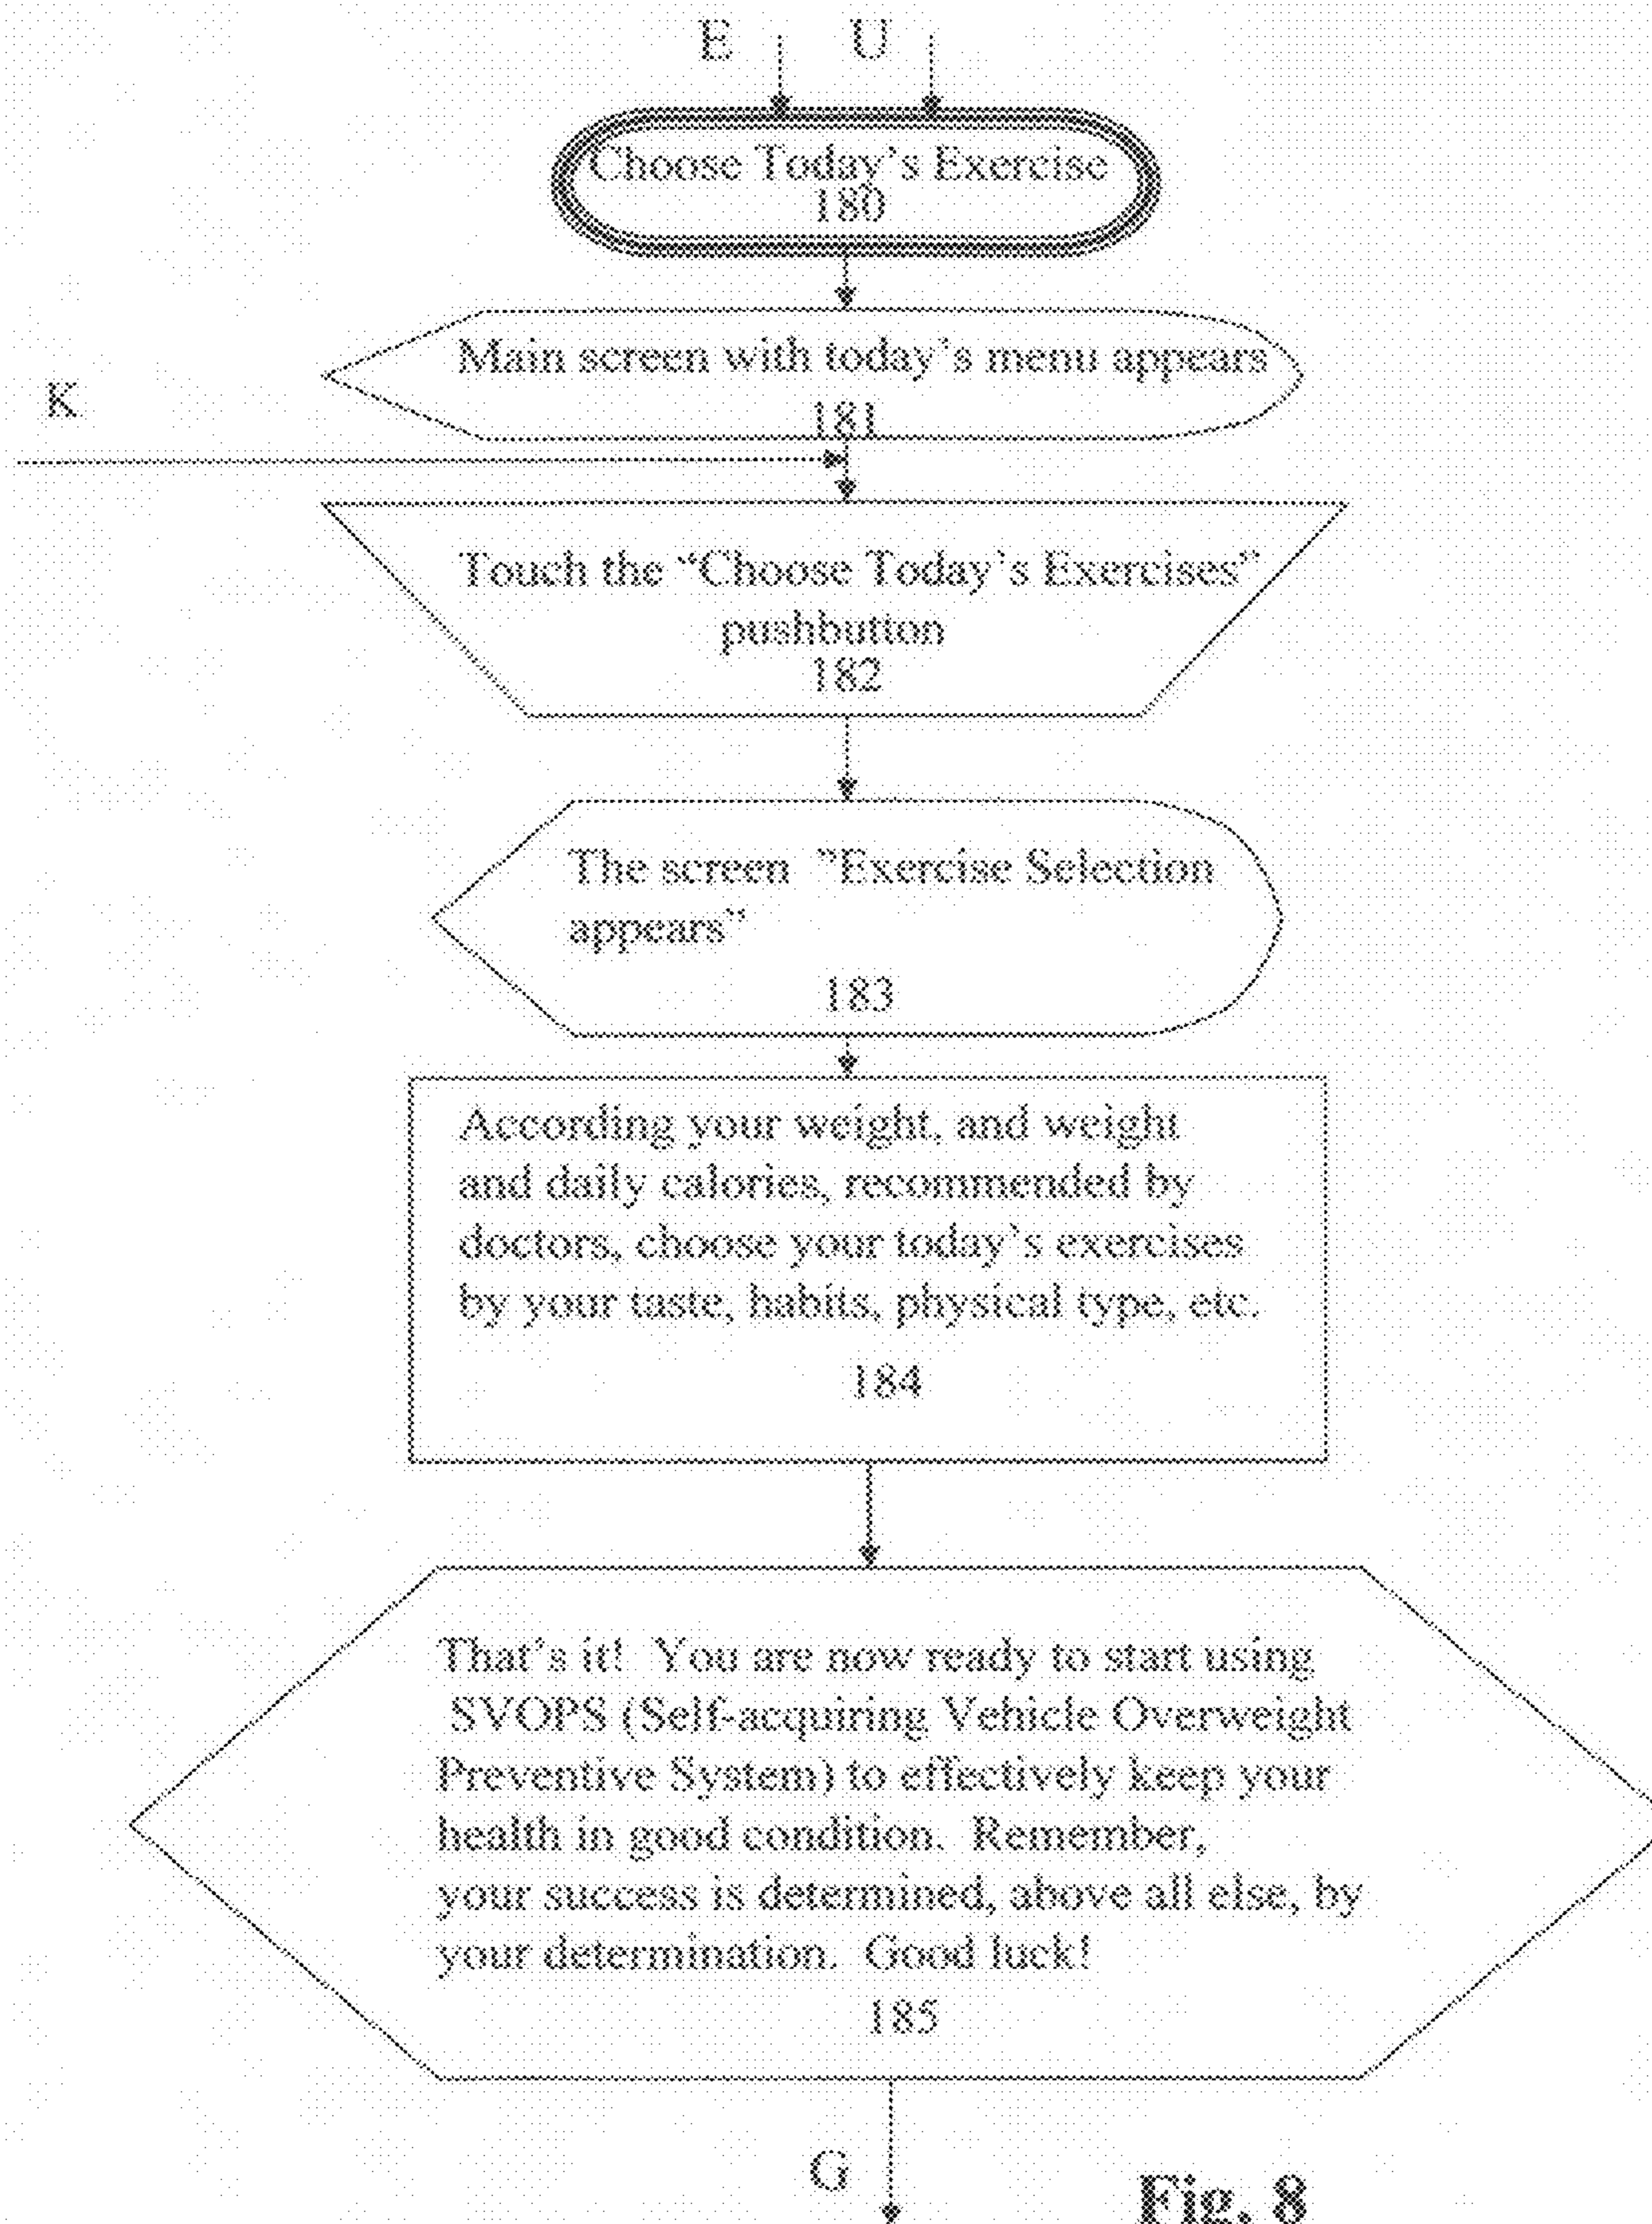 E U
Choose Today's Exercise
180
Main screen with today's menu appears
181
K
Touch the “Choose Today's Exercises”
pushbutton
182
The screen ”Exercise Selection
appears”
183
According your weight, and weight
and daily calories, recommended by
doctors, choose your today's exercises
by your taste, habits, physical type, etc.
184
That's it! You are now ready to start using
SVOPS (Self-acquiring Vehicle Overweight
Preventive System) to effectively keep your
health in good condition. Remember,
your success is determined, above all else, by
your determination. Good luck!
185
G
Fig. 8